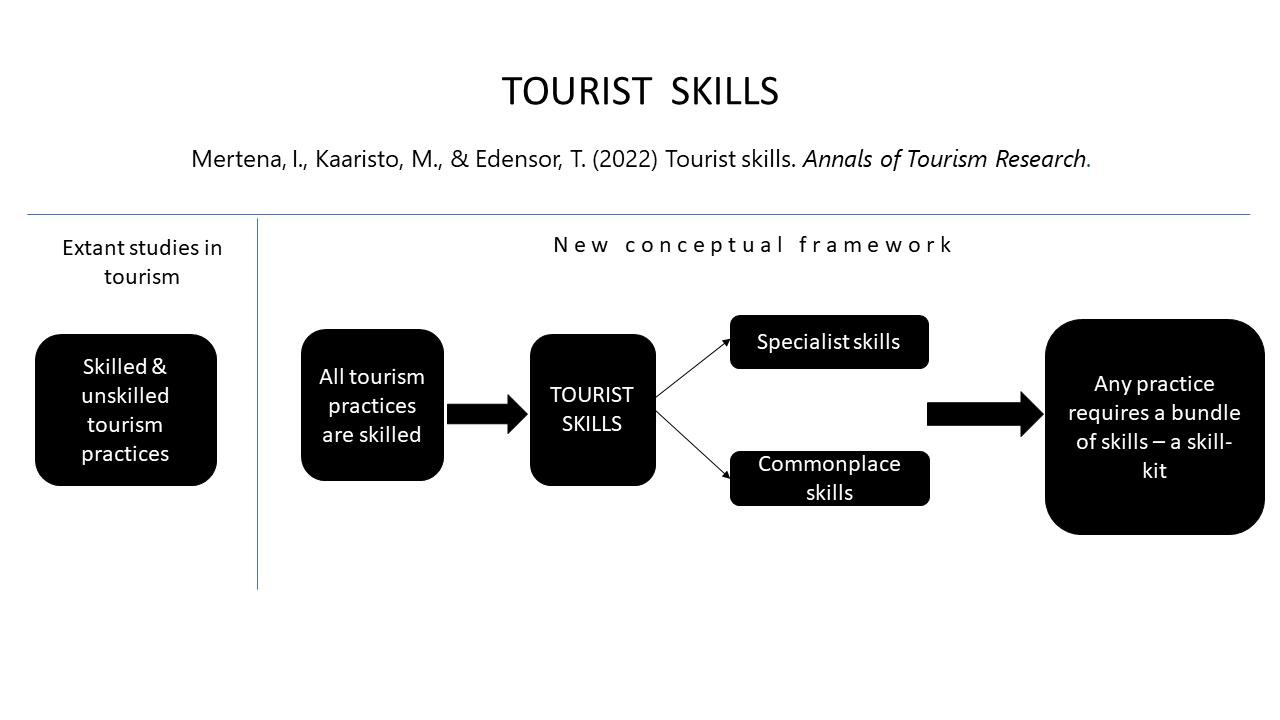 TOURIST SKILLS
Mertena, I., Kaaristo, M., & Edensor, T. (2022) Tourist skills. Annals of Tourism Research.
Extant studies in
tourism
New conceptual framework
Skilled &
unskilled
tourism
practices
All tourism
practices
are skilled
TOURIST
SKILLS
Specialist skills
Commonplace
skills
Any practice
requires a bundle
of skills – a skill-
kit